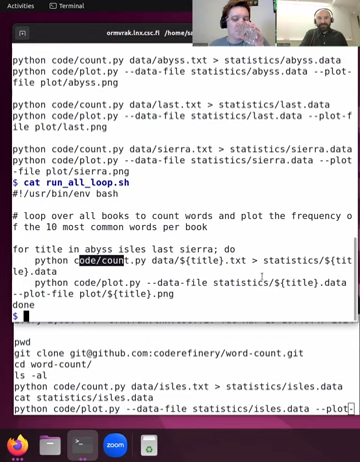 Activities
Terminal
ormvrak.lnx.csc.fi
python code/count.py data/abyss.txt > statistics/abyss.data
python code/plot.py --data-file statistics/abyss.data --plot-
file plot/abyss.png
python code/count.py data/last.txt > statistics/last.data
python code/plot.py --data-file statistics/last.data --plot-f
ile plot/last.png
python code/count.py data/sierra.txt > statistics/sierra.data
python code/plot.py --data-file statistics/sierra.data --plot
-file plot/sierra.png
$ cat run_all_loop.sh
#!/usr/bin/env bash
# loop over all books to count words and plot the frequency o
f the 10 most common words per book
for title in abyss isles last sierra; do
python code/count.py data/${title}.txt > statistics/${tit
le}.data
python code/plot.py --data-file statistics/${title}.data
--plot-file plot/${title}.png
done
$
pwd
git clone git@github.com:coderefinery/word-count.git
cd word-count/
ls -al
python code/count.py data/isles.txt > statistics/isles.data
cat statistics/isles.data
python code/plot.py --data-file statistics/isles.data --plot-
zoom